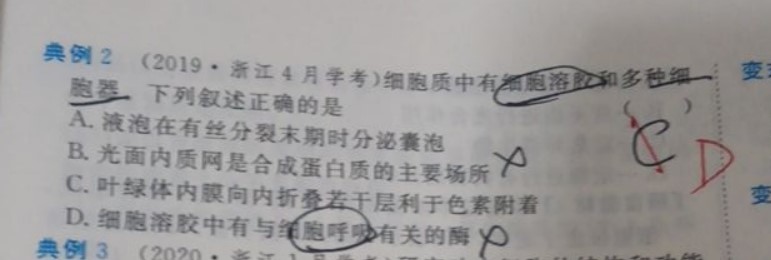 典例2 (2019·浙江4月学考)细胞质中有细胞溶胶和多种细
胞器。下列叙述正确的是 ( )
A. 液泡在有丝分裂末期时分泌囊泡
B. 光面内质网是合成蛋白质的主要场所
C. 叶绿体内膜向内折叠若干层利于色素附着
D. 细胞溶胶中有与细胞呼吸有关的酶
C
D
典例3 (2020·浙江1月学考)
变
变